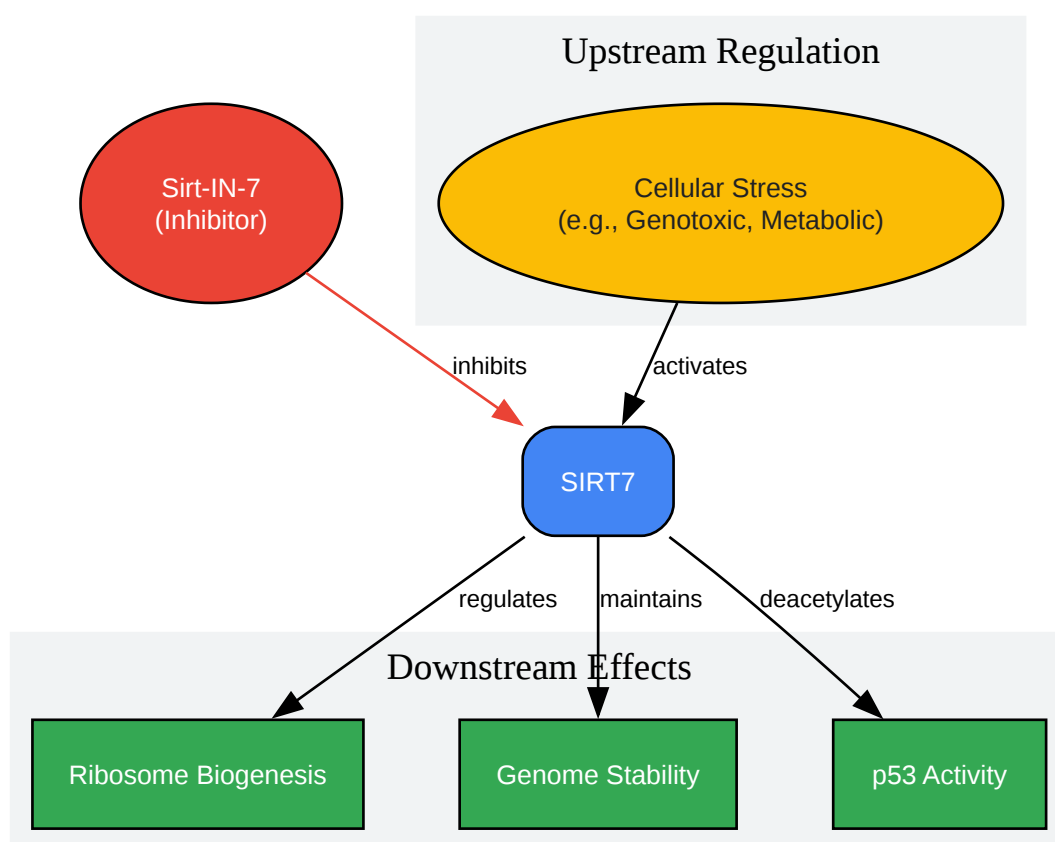 Upstream Regulation
Sirt-IN-7
(Inhibitor)
Cellular Stress
(e.g., Genotoxic, Metabolic)
inhibits
activates
SIRT7
regulates
maintains
deacetylates
Downstream Effects
Ribosome Biogenesis
Genome Stability
p53 Activity